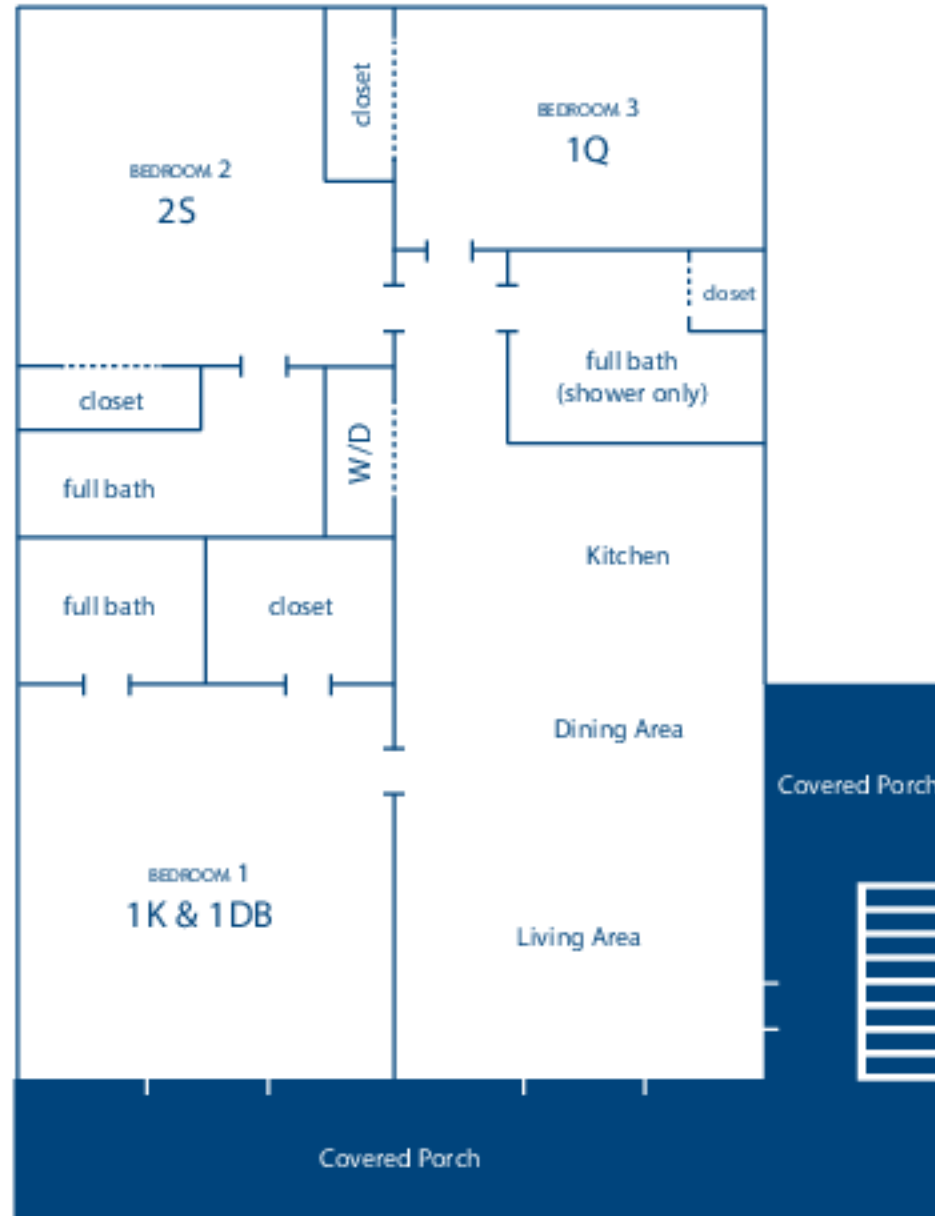 closet
BEDROOM 3
1Q
BEDROOM 2
2S
closet
full bath
(shower only)
closet
W/D
full bath
Kitchen
full bath
closet
Dining Area
Covered Porch
BEDROOM 1
1K & 1DB
Living Area
Covered Porch